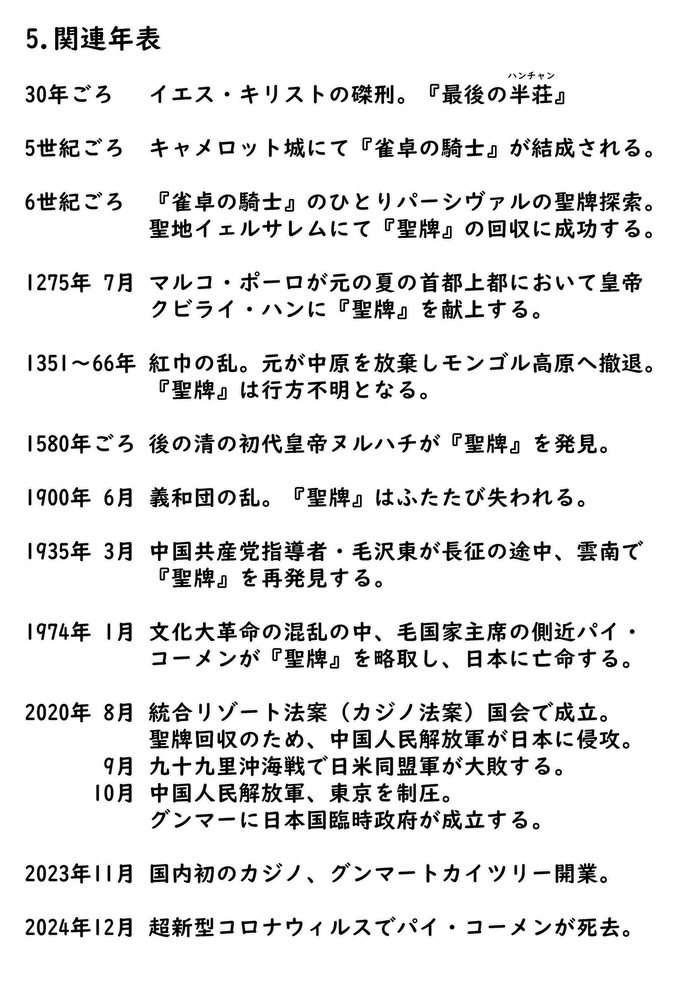 5.関連年表
ハンチャン
30年ごろ イエス・キリストの磔刑。『最後の半荘』
5世紀ごろ キャメロット城にて『雀卓の騎士』が結成される。
6世紀ごろ 『雀卓の騎士』のひとりパーシヴァルの聖牌探索。
聖地イェルサレムにて『聖牌』の回収に成功する。
1275年 7月 マルコ・ポーロが元の夏の首都上都において皇帝
クビライ・ハンに『聖牌』を献上する。
1351～66年 紅巾の乱。元が中原を放棄しモンゴル高原へ撤退。
『聖牌』は行方不明となる。
1580年ごろ 後の清の初代皇帝ヌルハチが『聖牌』を発見。
1900年 6月 義和団の乱。『聖牌』はふたたび失われる。
1935年 3月 中国共産党指導者・毛沢東が長征の途中、雲南で
『聖牌』を再発見する。
1974年 1月 文化大革命の混乱の中、毛国家主席の側近パイ・
コーメンが『聖牌』を略取し、日本に亡命する。
2020年 8月 統合リゾート法案（カジノ法案）国会で成立。
聖牌回収のため、中国人民解放軍が日本に侵攻。
9月 九十九里沖海戦で日米同盟軍が大敗する。
10月 中国人民解放軍、東京を制圧。
グンマーに日本国臨時政府が成立する。
2023年11月 国内初のカジノ、グンマートカイツリー開業。
2024年12月 超新型コロナウィルスでパイ・コーメンが死去。